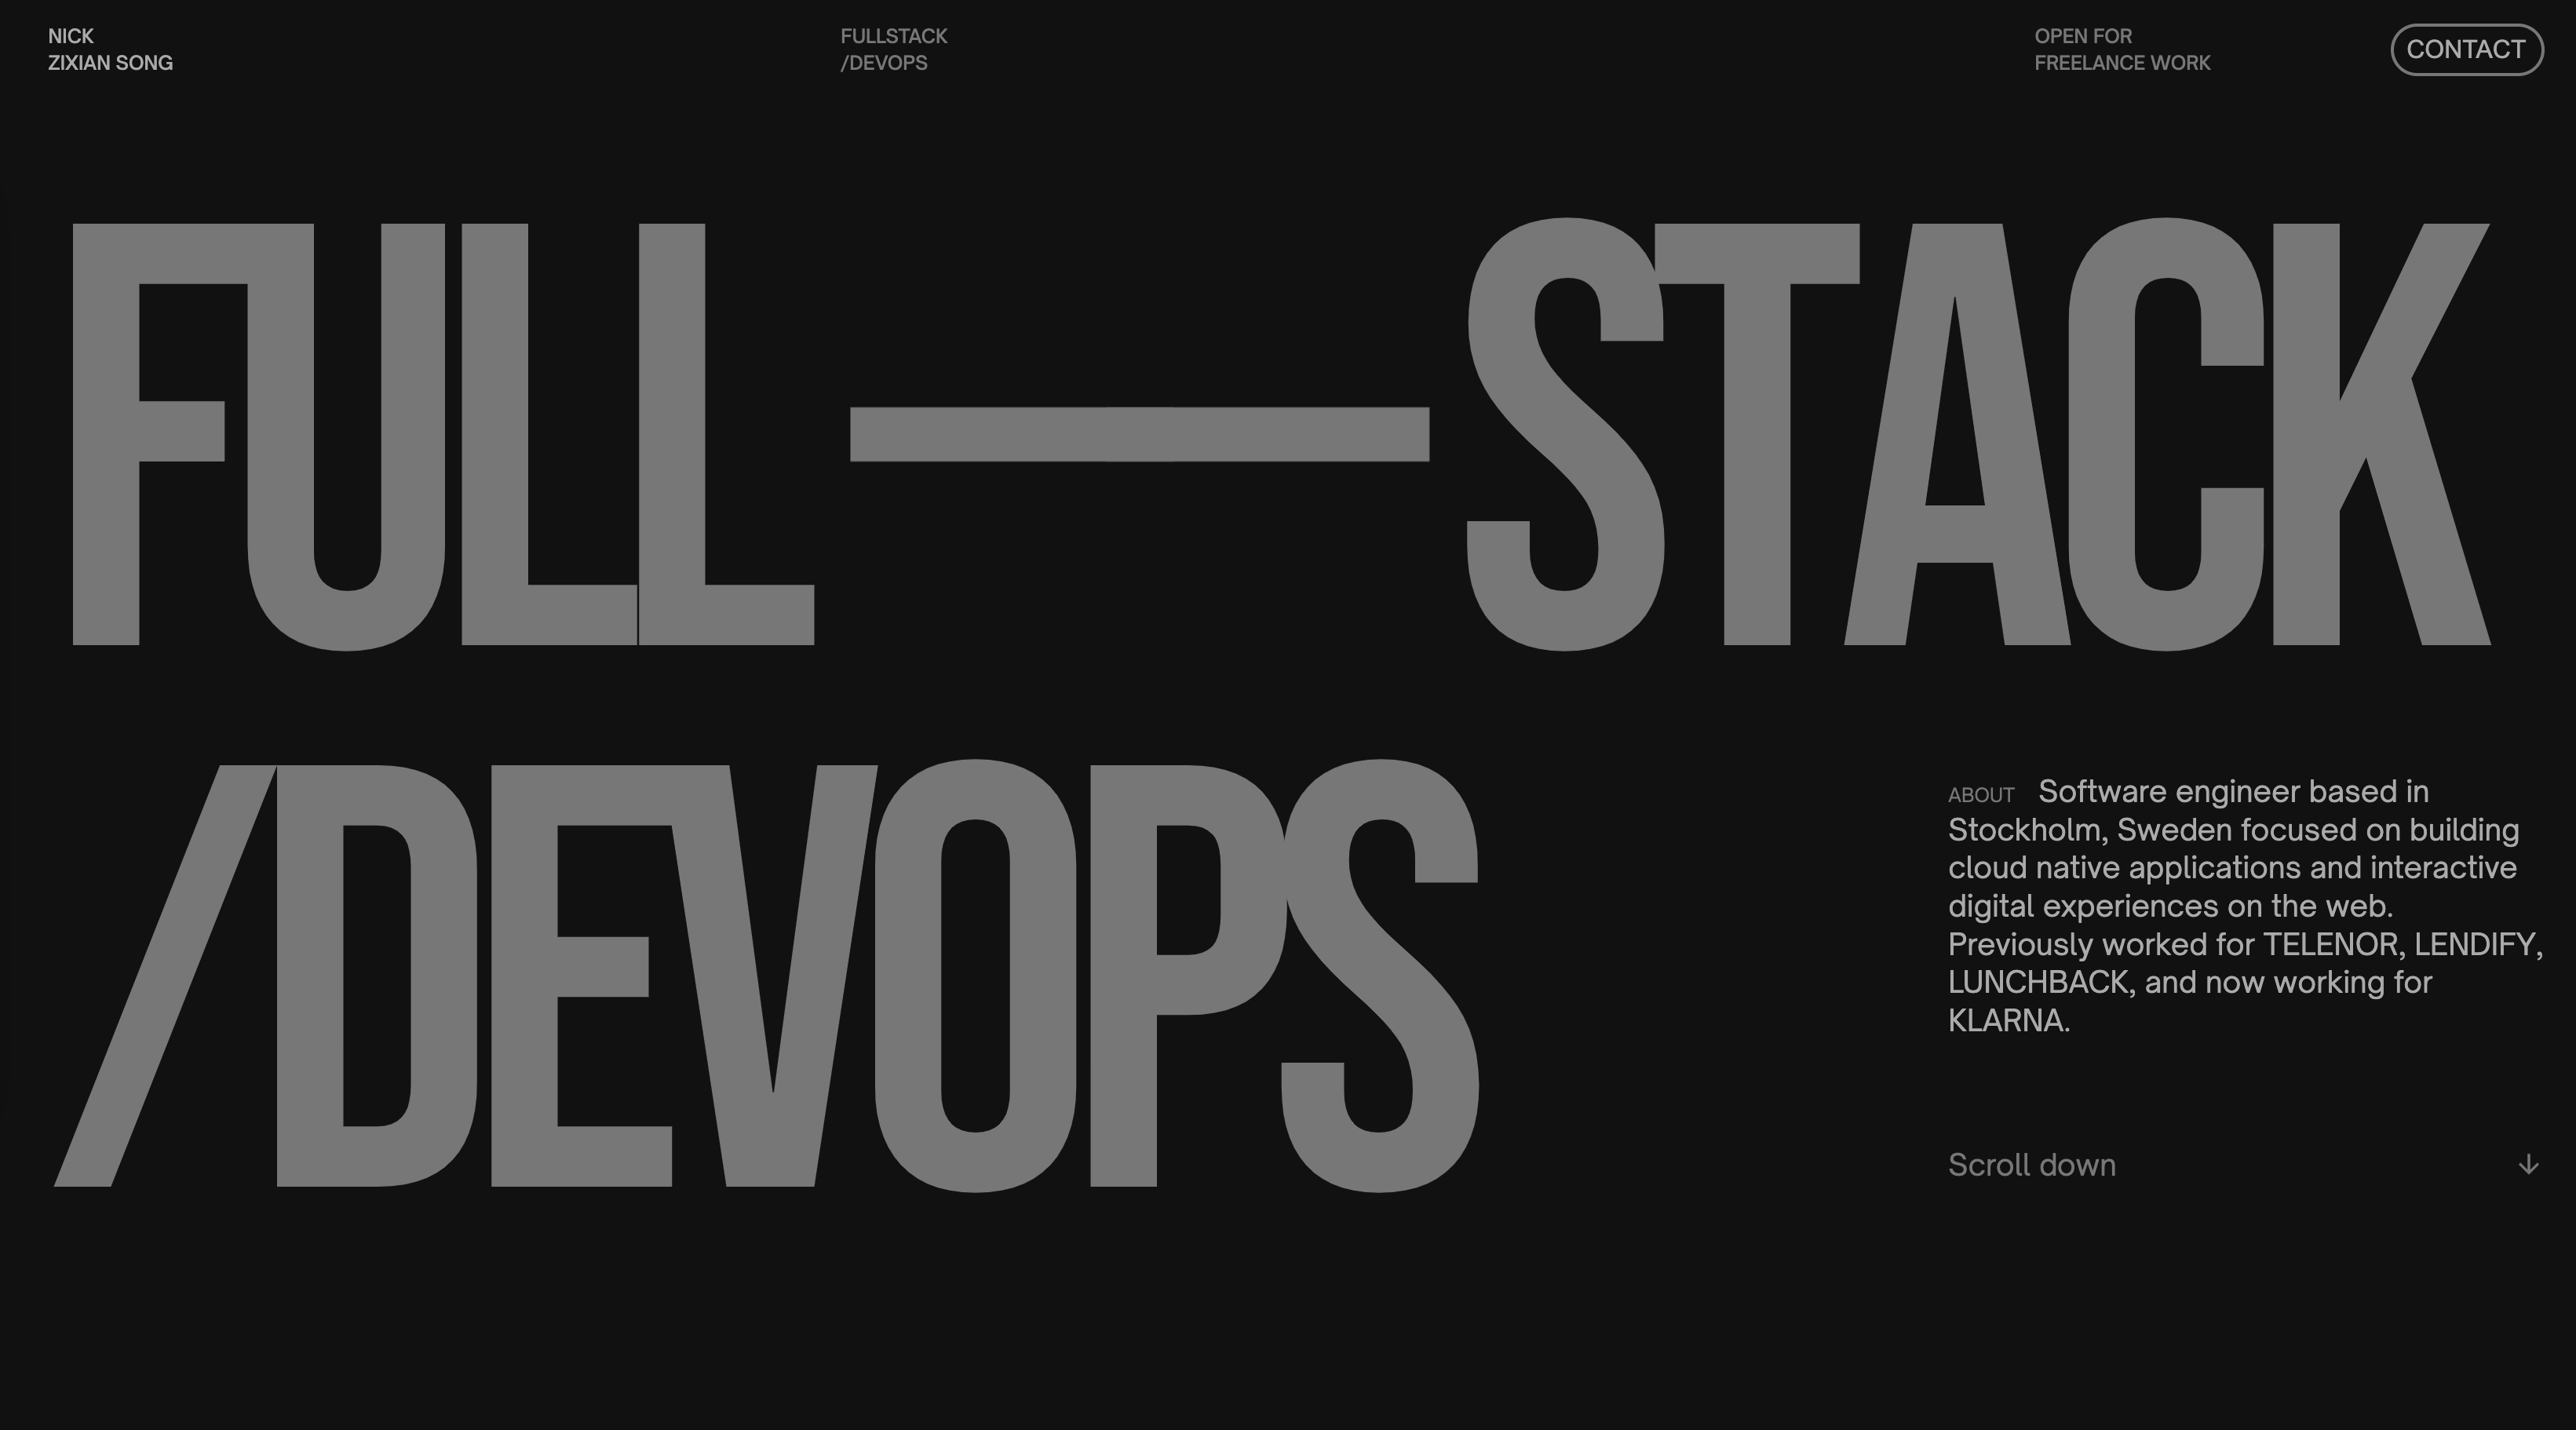 NICK
ZIXIAN SONG
FULLSTACK
/DEVOPS
OPEN FOR
FREELANCE WORK
CONTACT
FULL—STACK
/DEVOPS
ABOUT Software engineer based in
Stockholm, Sweden focused on building
cloud native applications and interactive
digital experiences on the web.
Previously worked for TELENOR, LENDIFY,
LUNCHBACK, and now working for
KLARNA.
Scroll down ↓